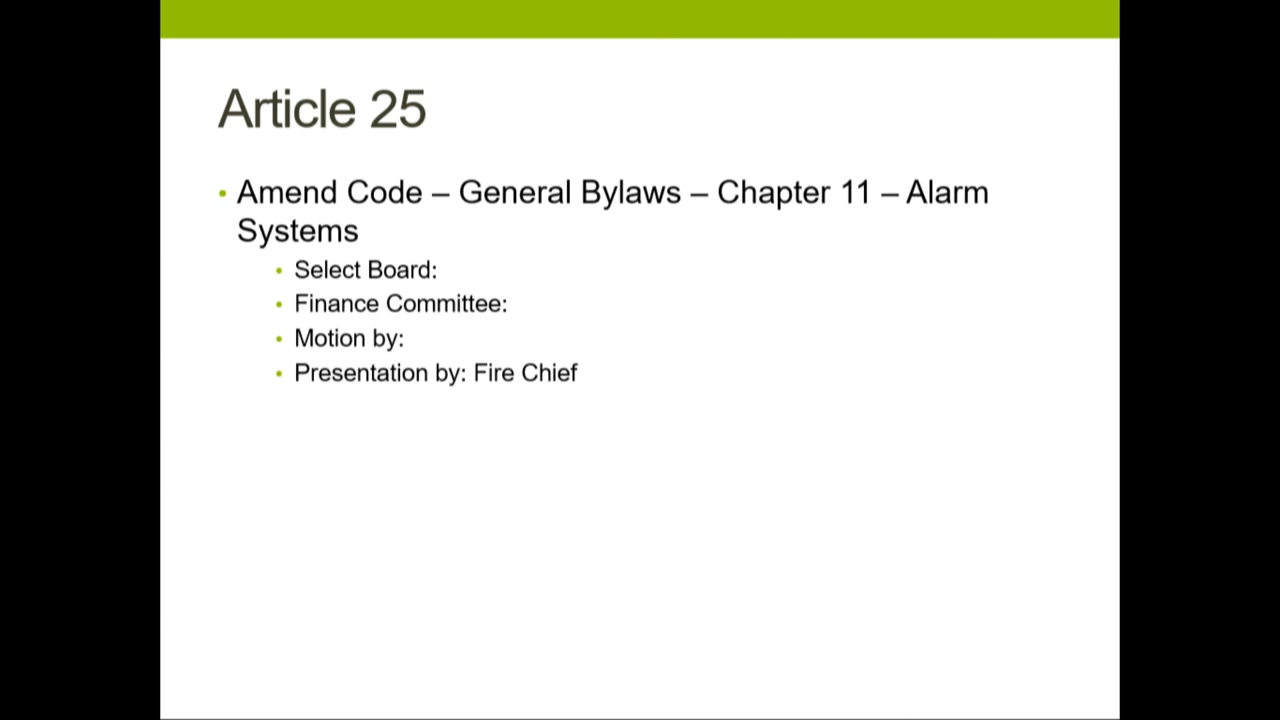 Article 25
• Amend Code – General Bylaws – Chapter 11 – Alarm
Systems
• Select Board:
• Finance Committee:
• Motion by:
• Presentation by: Fire Chief